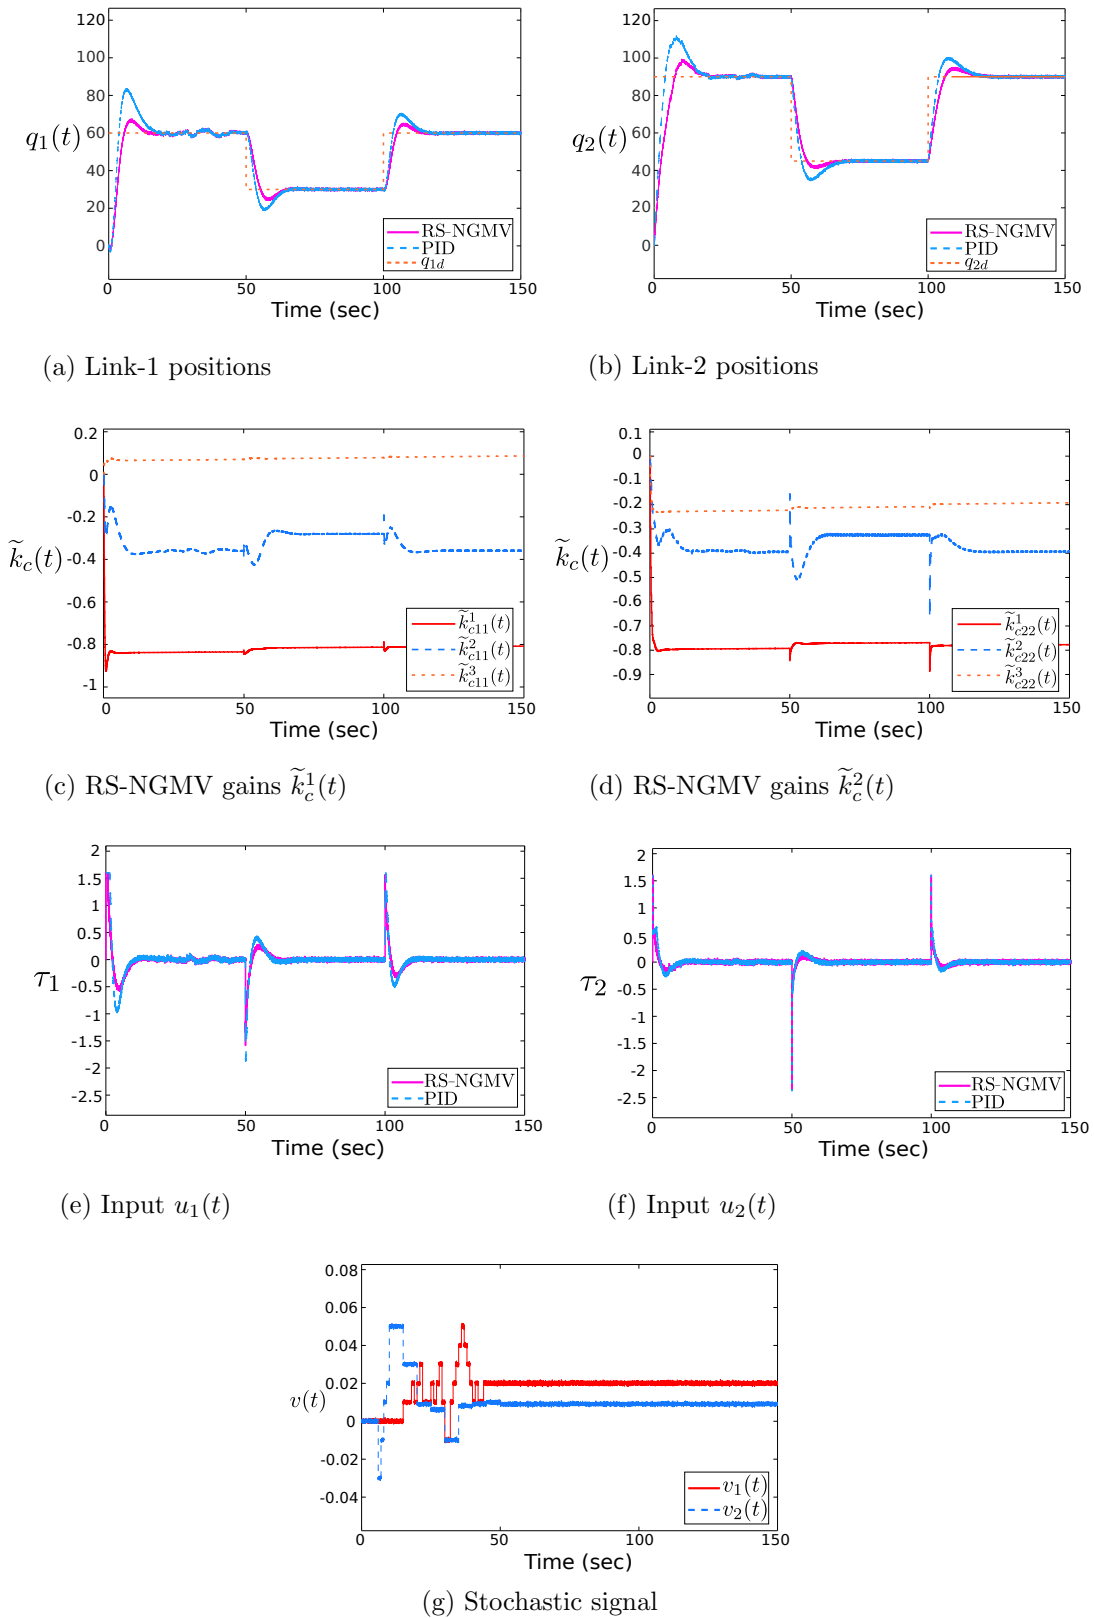 120
100
80
60
40
20
0
q₁(t)
RS-NGMV
PID
q₁d
0 50 100 150
Time (sec)
(a) Link-1 positions
120
100
80
60
40
20
0
q₂(t)
RS-NGMV
PID
q₂d
0 50 100 150
Time (sec)
(b) Link-2 positions
0.2
0
-0.2
-0.4
-0.6
-0.8
-1
k̃c(t)
k̃¹c11(t)
k̃²c11(t)
k̃³c11(t)
0 50 100 150
Time (sec)
(c) RS-NGMV gains k̃¹c(t)
0.1
0
-0.1
-0.2
-0.3
-0.4
-0.5
-0.6
-0.7
-0.8
-0.9
k̃c(t)
k̃¹c22(t)
k̃²c22(t)
k̃³c22(t)
0 50 100 150
Time (sec)
(d) RS-NGMV gains k̃²c(t)
2
1.5
1
0.5
0
-0.5
-1
-1.5
-2
-2.5
τ₁
RS-NGMV
PID
0 50 100 150
Time (sec)
(e) Input u₁(t)
2
1.5
1
0.5
0
-0.5
-1
-1.5
-2
-2.5
τ₂
RS-NGMV
PID
0 50 100 150
Time (sec)
(f) Input u₂(t)
0.08
0.06
0.04
0.02
0
-0.02
-0.04
v(t)
v₁(t)
v₂(t)
0 50 100 150
Time (sec)
(g) Stochastic signal